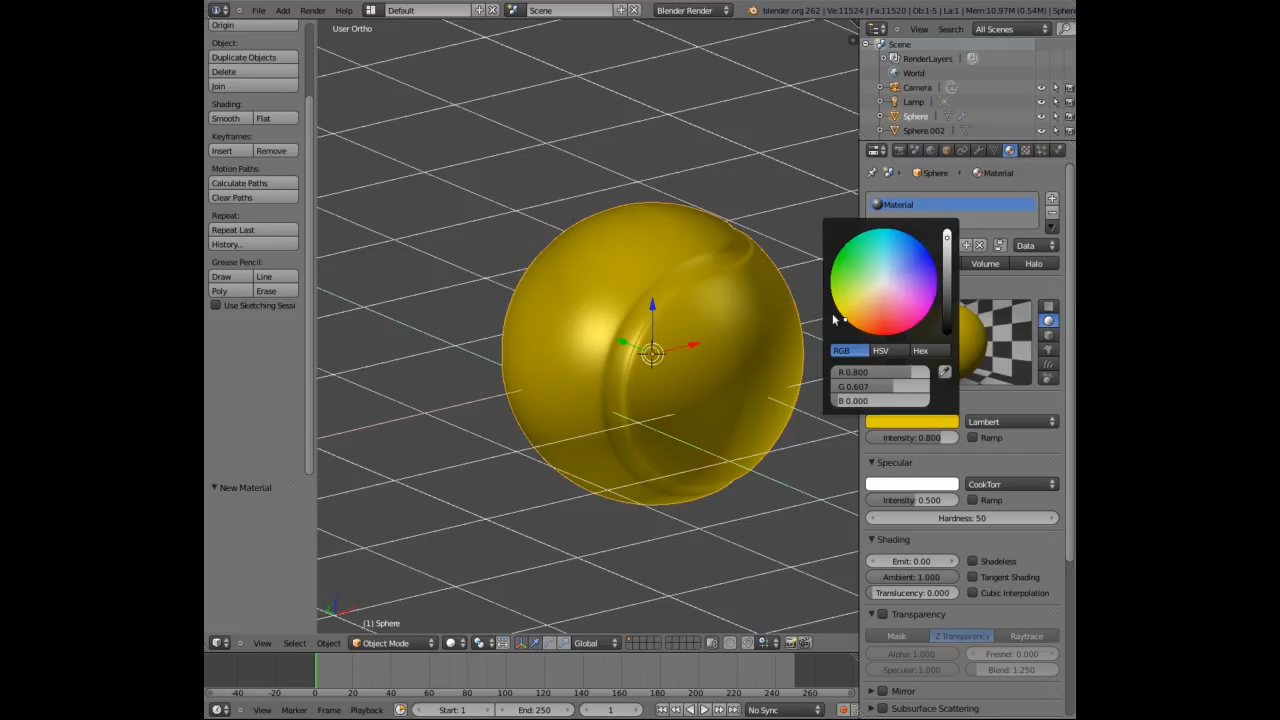 File Add Render Help Default Scene Blender Render blender.org 262 | Ve:11524 | Fa:11520 | Ob:1-5 | La:1 | Mem:10.97M (0.54M) | Sphere
Origin
Object:
Duplicate Objects
Delete
Join
Shading:
Smooth Flat
Keyframes:
Insert Remove
Motion Paths:
Calculate Paths
Clear Paths
Repeat:
Repeat Last
History...
Grease Pencil:
Draw Line
Poly Erase
Use Sketching Sessi
New Material
User Ortho
(1) Sphere
View Search All Scenes
Scene
RenderLayers
World
Camera
Lamp
Sphere
Sphere.002
Sphere Material
Material
Data
Volume Halo
RGB HSV Hex
R 0.800
G 0.607
B 0.000
Lambert
Intensity: 0.800 Ramp
Specular
CookTorr
Intensity: 0.500 Ramp
Hardness: 50
Shading
Emit: 0.00 Shadeless
Ambient: 1.000 Tangent Shading
Translucency: 0.000 Cubic Interpolation
Transparency
Mask Z Transparency Raytrace
Alpha: 1.000 Fresnel: 0.000
Specular: 1.000 Blend: 1.250
Mirror
Subsurface Scattering
View Select Object Object Mode Global
-40 -20 0 20 40 60 80 100 120 140 160 180 200 220 240 260
View Marker Frame Playback Start: 1 End: 250 1 No Sync